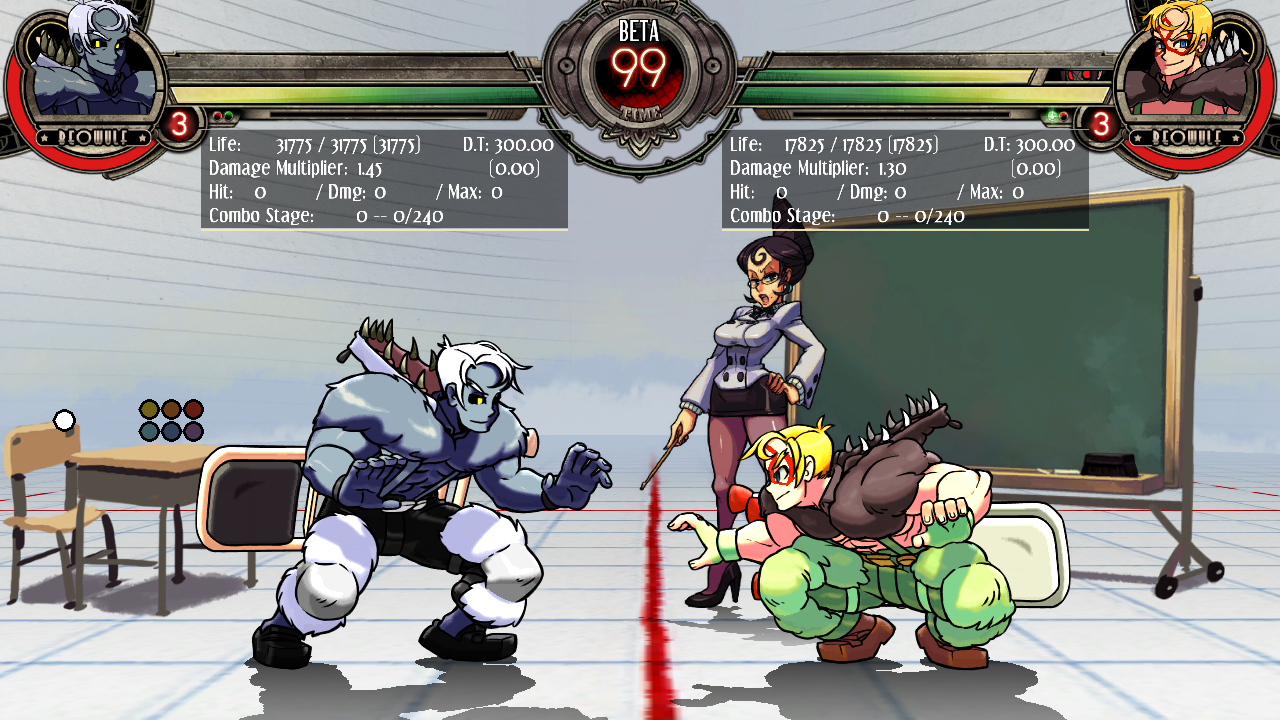 BETA
99
TIME
BEOWULF
3
3
BEOWULF
Life: 31775 / 31775 [31775] D.T: 300.00
Damage Multiplier: 1.45 [0.00]
Hit: 0 / Dmg: 0 / Max: 0
Combo Stage: 0 -- 0/240
Life: 17825 / 17825 [17825] D.T: 300.00
Damage Multiplier: 1.30 [0.00]
Hit: 0 / Dmg: 0 / Max: 0
Combo Stage: 0 -- 0/240